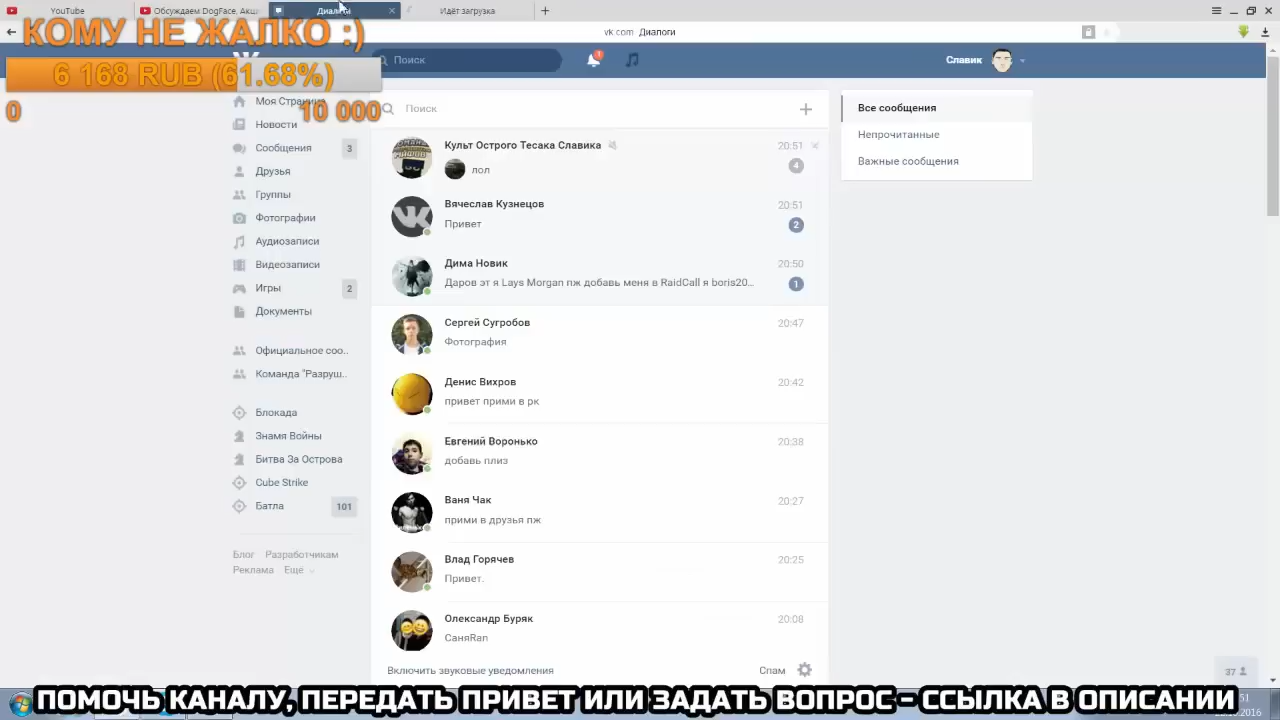 YouTube
Обсуждаем DogFace, Акц
Диалоги
Идёт загрузка
vk.com Диалоги
КОМУ НЕ ЖАЛКО :)
6 168 RUB (61.68%)
0
10 000
Поиск
1
Славик
Моя Страница
Новости
Сообщения 3
Друзья
Группы
Фотографии
Аудиозаписи
Видеозаписи
Игры 2
Документы
Официальное соо..
Команда "Разруш..
Блокада
Знамя Войны
Битва За Острова
Cube Strike
Батла 101
Блог Разработчикам
Реклама Ещё
Поиск
Культ Острого Тесака Славика 20:51
лол 4
Вячеслав Кузнецов 20:51
Привет 2
Дима Новик 20:50
Даров эт я Lays Morgan пж добавь меня в RaidCall я boris20... 1
Сергей Сугробов 20:47
Фотография
Денис Вихров 20:42
привет прими в рк
Евгений Воронько 20:38
добавь плиз
Ваня Чак 20:27
прими в друзья пж
Влад Горячев 20:25
Привет.
Олександр Буряк 20:08
СаняRan
Включить звуковые уведомления Спам
Все сообщения
Непрочитанные
Важные сообщения
37
ПОМОЧЬ КАНАЛУ, ПЕРЕДАТЬ ПРИВЕТ ИЛИ ЗАДАТЬ ВОПРОС - ССЫЛКА В ОПИСАНИИ